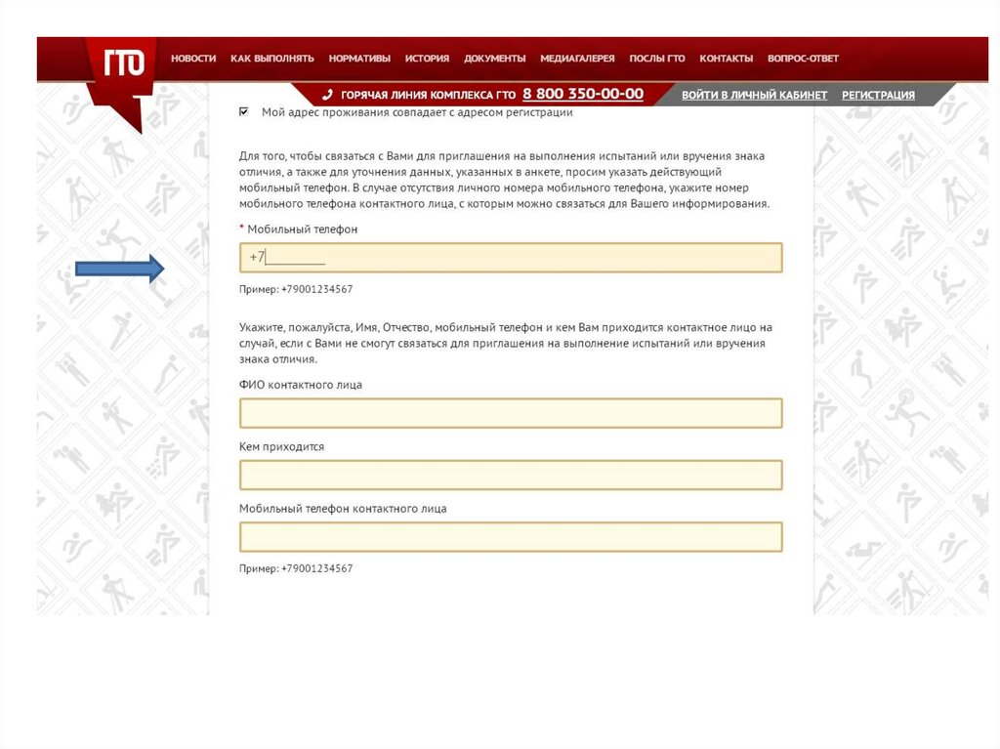 ГТО
НОВОСТИ КАК ВЫПОЛНЯТЬ НОРМАТИВЫ ИСТОРИЯ ДОКУМЕНТЫ МЕДИАГАЛЕРЕЯ ПОСЛЫ ГТО КОНТАКТЫ ВОПРОС-ОТВЕТ
ГОРЯЧАЯ ЛИНИЯ КОМПЛЕКСА ГТО 8 800 350-00-00 ВОЙТИ В ЛИЧНЫЙ КАБИНЕТ РЕГИСТРАЦИЯ
Мой адрес проживания совпадает с адресом регистрации
Для того, чтобы связаться с Вами для приглашения на выполнения испытаний или вручения знака
отличия, а также для уточнения данных, указанных в анкете, просим указать действующий
мобильный телефон. В случае отсутствия личного номера мобильного телефона, укажите номер
мобильного телефона контактного лица, с которым можно связаться для Вашего информирования.
* Мобильный телефон
+7__________
Пример: +79001234567
Укажите, пожалуйста, Имя, Отчество, мобильный телефон и кем Вам приходится контактное лицо на
случай, если с Вами не смогут связаться для приглашения на выполнение испытаний или вручения
знака отличия.
ФИО контактного лица
Кем приходится
Мобильный телефон контактного лица
Пример: +79001234567